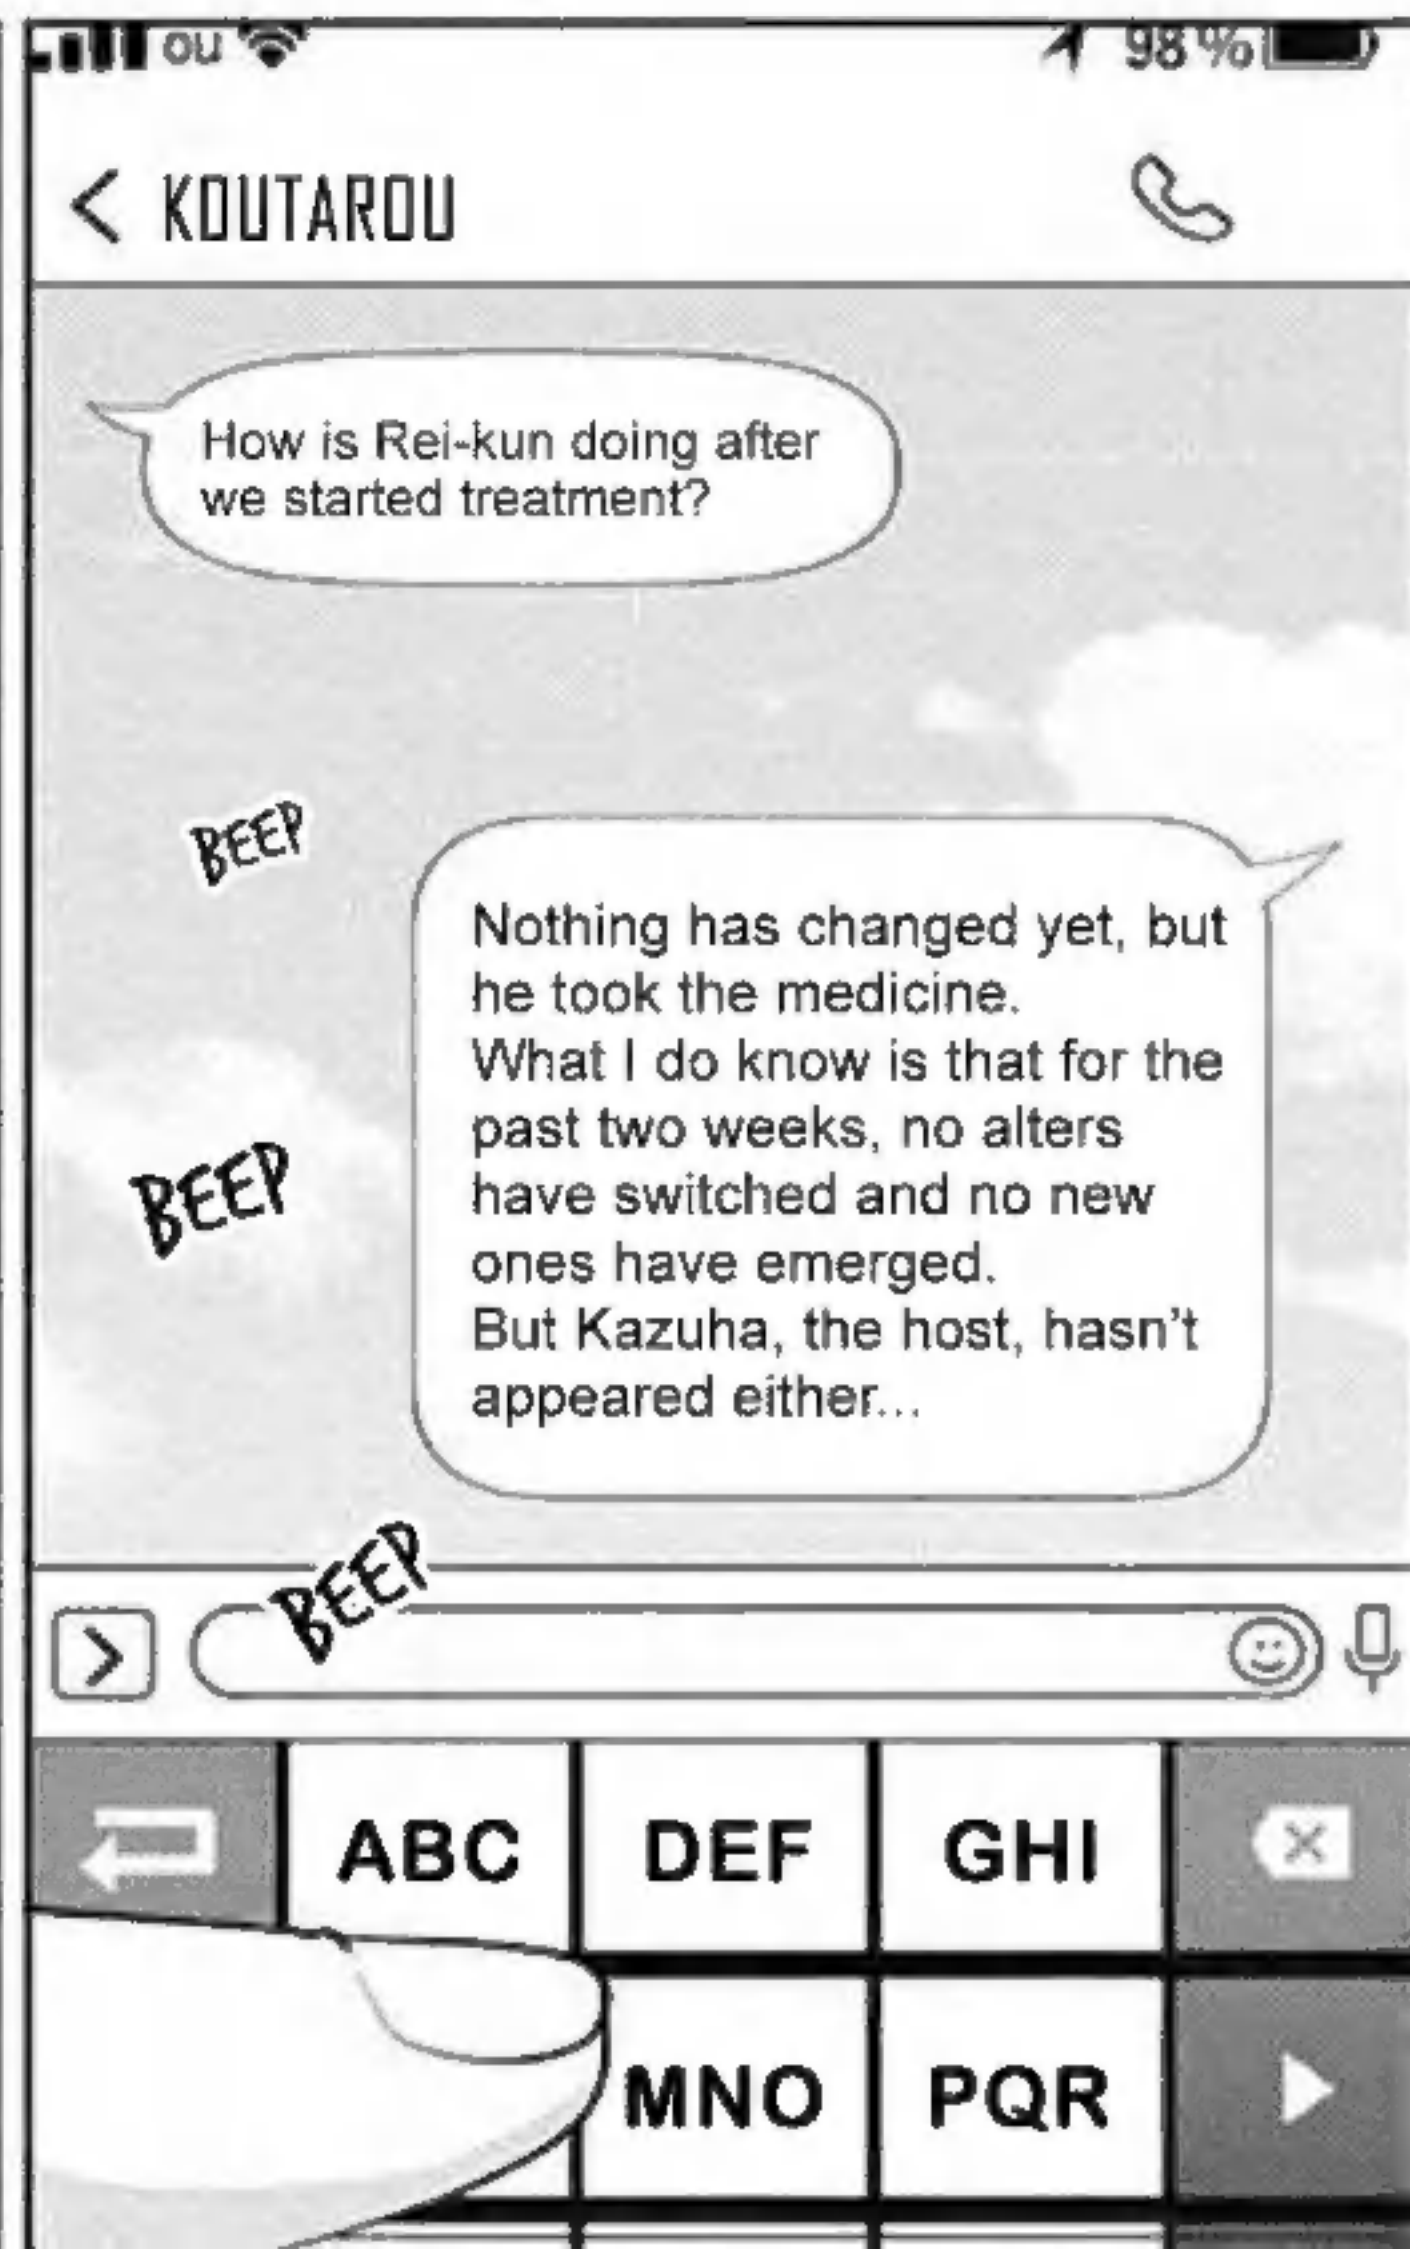 ou 98%
KOUTAROU
How is Rei-kun doing after
we started treatment?
BEEP
Nothing has changed yet, but
he took the medicine.
What I do know is that for the
past two weeks, no alters
have switched and no new
ones have emerged.
But Kazuha, the host, hasn't
appeared either...
BEEP
BEEP
ABC DEF GHI
MNO PQR